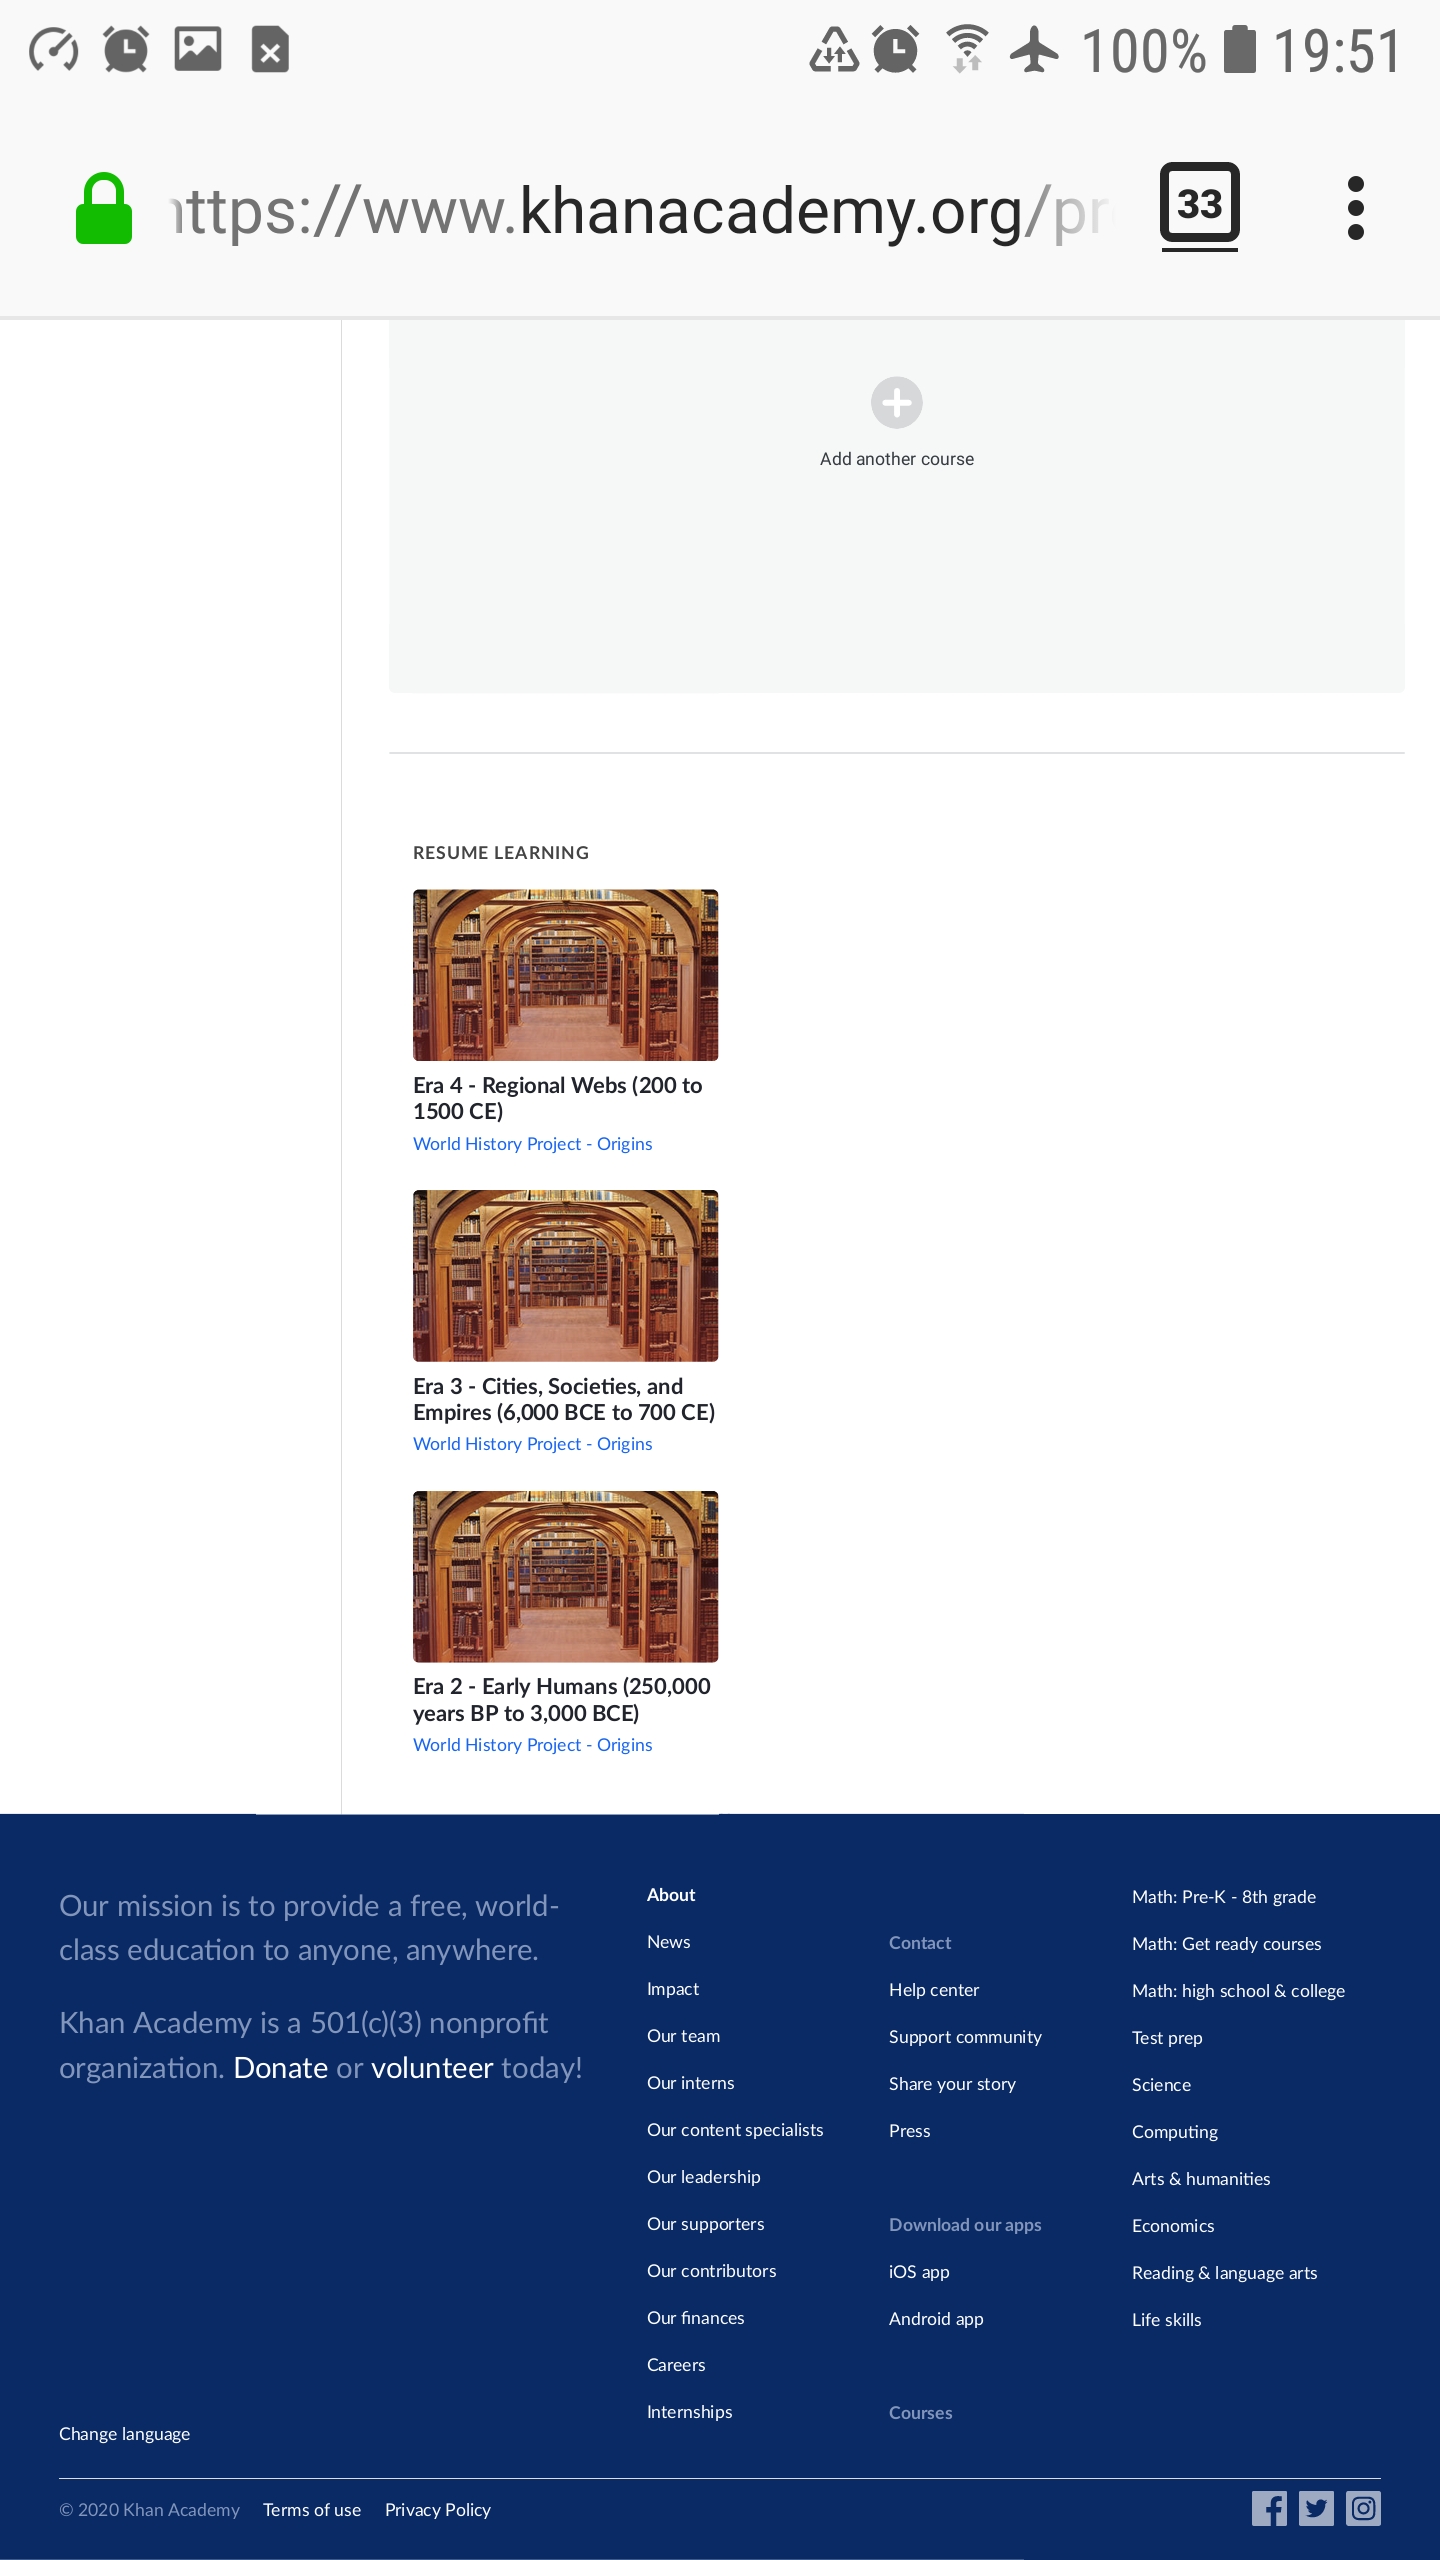 100% 19:51
https://www.khanacademy.org/pr
33
Add another course
RESUME LEARNING
Era 4 - Regional Webs (200 to
1500 CE)
World History Project - Origins
Era 3 - Cities, Societies, and
Empires (6,000 BCE to 700 CE)
World History Project - Origins
Era 2 - Early Humans (250,000
years BP to 3,000 BCE)
World History Project - Origins
Our mission is to provide a free, world-
class education to anyone, anywhere.
Khan Academy is a 501(c)(3) nonprofit
organization. Donate or volunteer today!
Change language
About
News
Impact
Our team
Our interns
Our content specialists
Our leadership
Our supporters
Our contributors
Our finances
Careers
Internships
Contact
Help center
Support community
Share your story
Press
Download our apps
iOS app
Android app
Courses
Math: Pre-K - 8th grade
Math: Get ready courses
Math: high school & college
Test prep
Science
Computing
Arts & humanities
Economics
Reading & language arts
Life skills
© 2020 Khan Academy Terms of use Privacy Policy